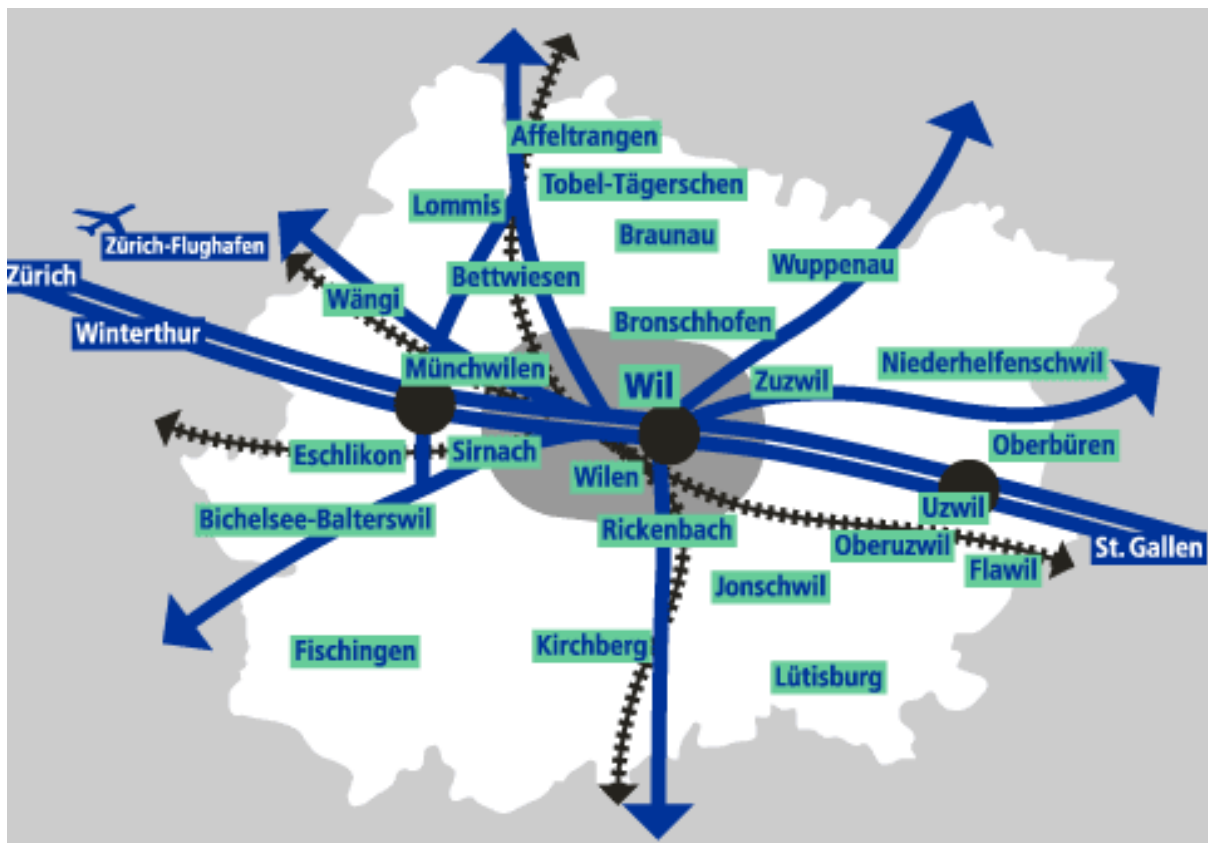 Affeltrangen
Tobel-Tägerschen
Lommis
Braunau
Zürich-Flughafen
Wuppenau
Zürich
Bettwiesen
Wängi
Bronschhofen
Winterthur
Niederhelfenschwil
Münchwilen
Wil
Zuzwil
Oberbüren
Eschlikon
Sirnach
Wilen
Uzwil
Bichelsee-Balterswil
Rickenbach
Oberuzwil
St. Gallen
Flawil
Jonschwil
Kirchberg
Fischingen
Lütisburg